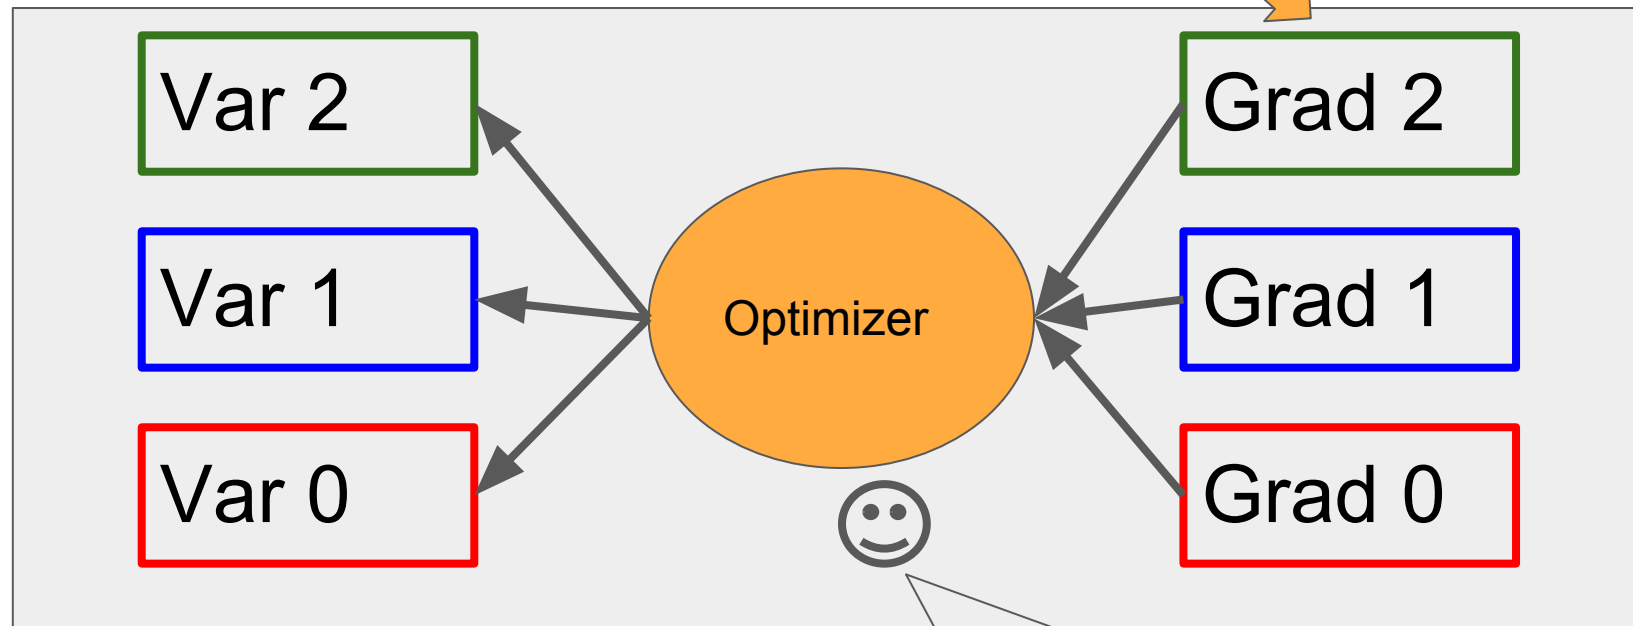 Var 2
Grad 2
Var 1
Optimizer
Grad 1
Var 0
Grad 0